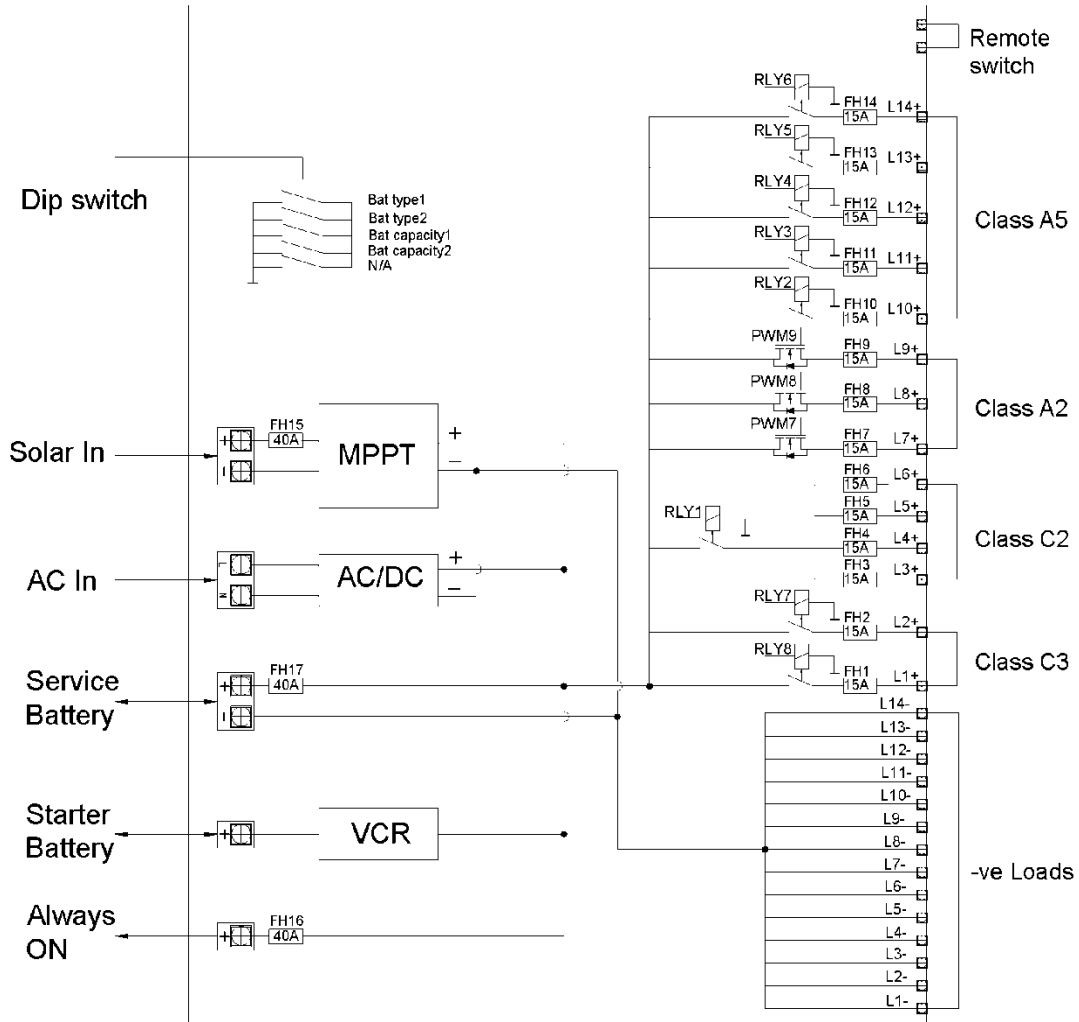 Remote
switch
RLY6
FH14
L14+
15A
RLY5
FH13
L13+
15A
RLY4
FH12
L12+
15A
Class A5
RLY3
FH11
L11+
15A
RLY2
FH10
L10+
15A
Dip switch
Bat type1
Bat type2
Bat capacity1
Bat capacity2
N/A
PWM9
FH9
L9+
15A
PWM8
FH8
L8+
15A
Class A2
PWM7
FH7
L7+
15A
Solar In
+
–
FH15
40A
MPPT
+
–
FH6
L6+
15A
FH5
L5+
15A
RLY1
FH4
L4+
15A
FH3
L3+
15A
Class C2
AC In
L
N
AC/DC
+
–
RLY7
FH2
L2+
15A
RLY8
FH1
L1+
15A
Class C3
Service
Battery
+
–
FH17
40A
L14-
L13-
L12-
L11-
L10-
L9-
L8-
L7-
L6-
L5-
L4-
L3-
L2-
L1-
-ve Loads
Starter
Battery
+
VCR
Always
ON
+
FH16
40A